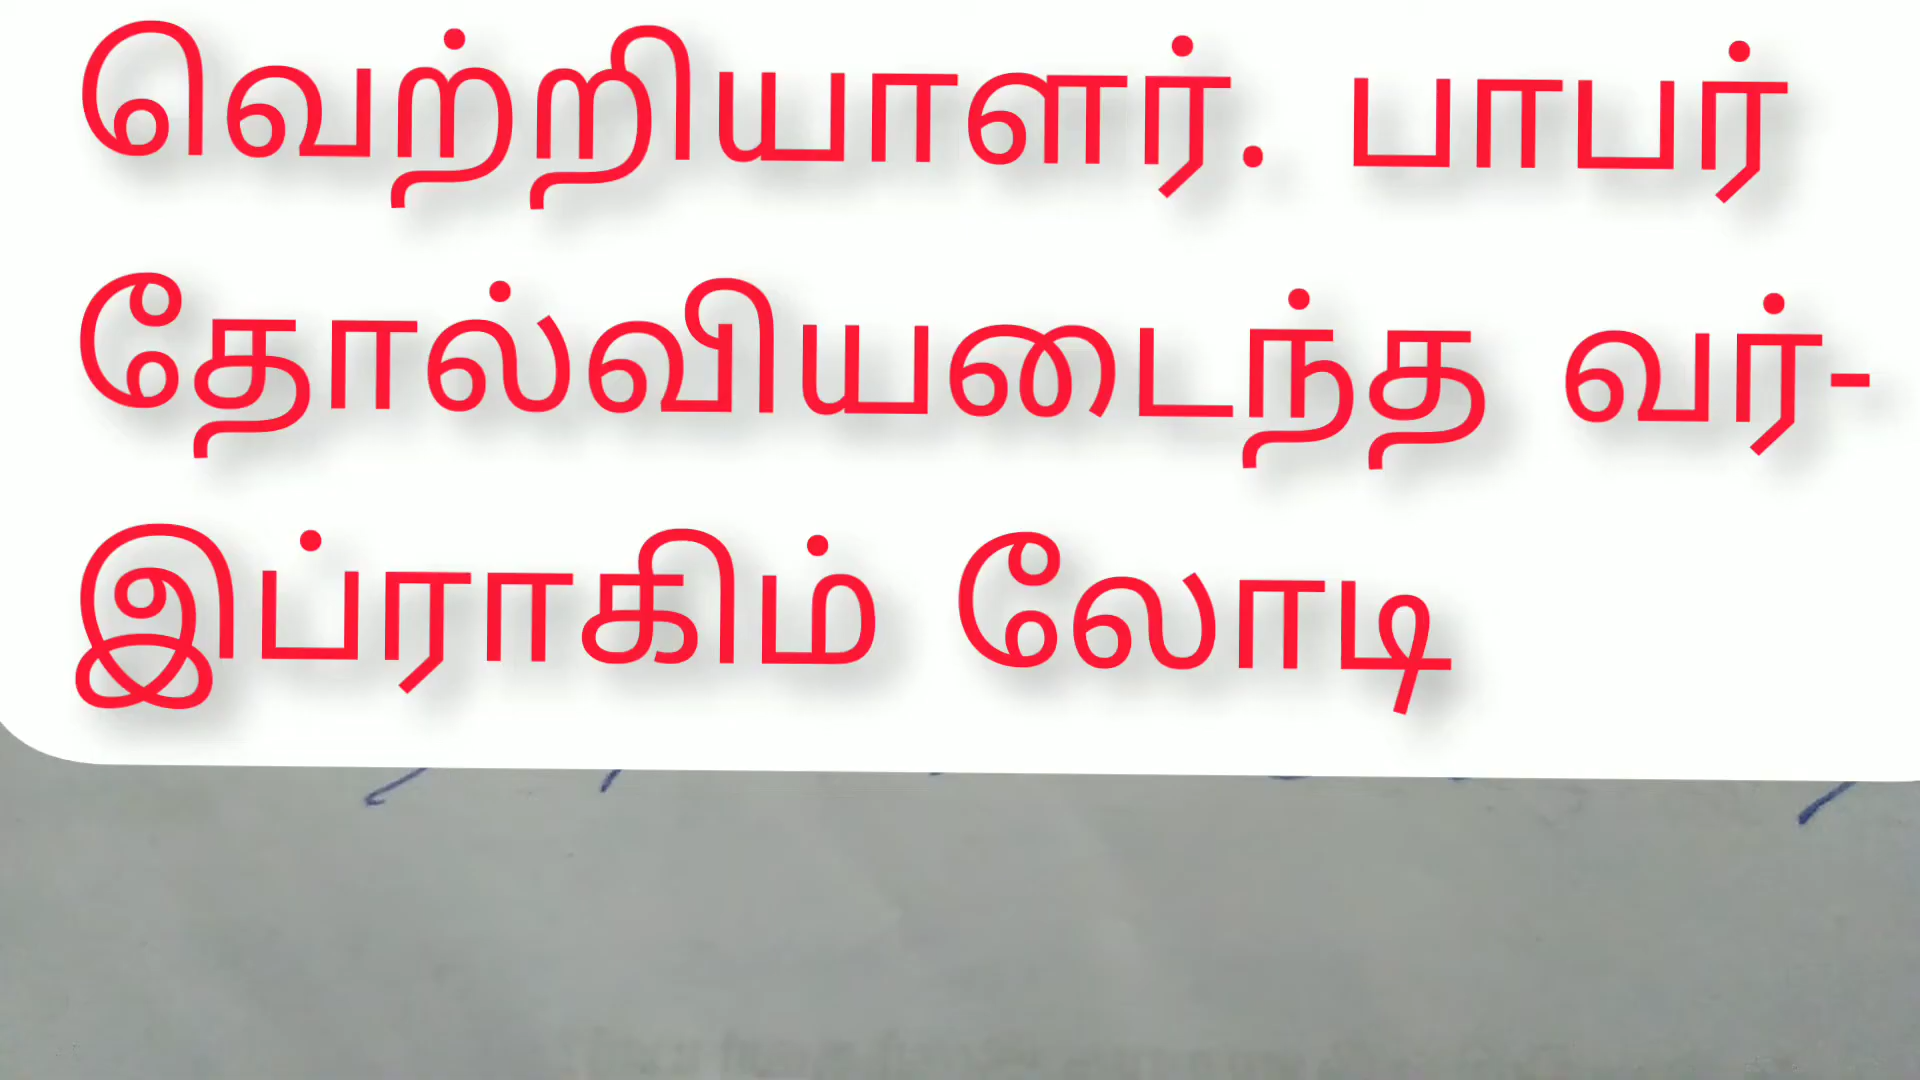 வெற்றியாளர். பாபர்
தோல்வியடைந்த வர்-
இப்ராகிம் லோடி